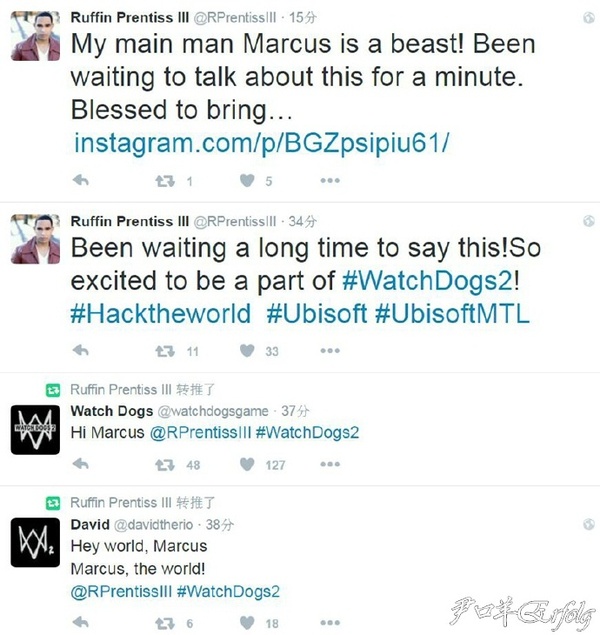 Ruffin Prentiss III @RPrentissIII · 15分
My main man Marcus is a beast! Been
waiting to talk about this for a minute.
Blessed to bring...
instagram.com/p/BGZpsipiu61/
1 5
Ruffin Prentiss III @RPrentissIII · 34分
Been waiting a long time to say this!So
excited to be a part of #WatchDogs2!
#Hacktheworld #Ubisoft #UbisoftMTL
11 33
Ruffin Prentiss III 转推了
WATCH DOGS 2
Watch Dogs @watchdogsgame · 37分
Hi Marcus @RPrentissIII #WatchDogs2
48 127
Ruffin Prentiss III 转推了
2
David @davidtherio · 38分
Hey world, Marcus
Marcus, the world!
@RPrentissIII #WatchDogs2
6 18